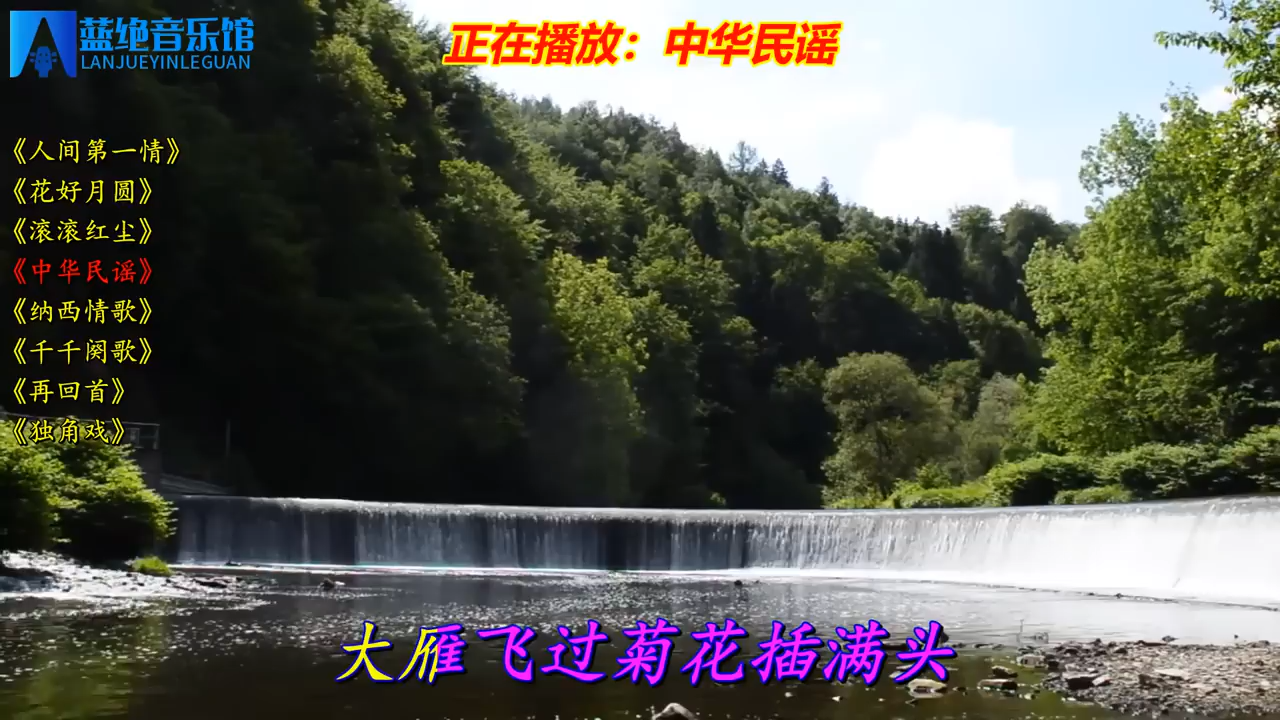 蓝绝音乐馆
LANJUEYINLEGUAN
正在播放：中华民谣
《人间第一情》
《花好月圆》
《滚滚红尘》
《中华民谣》
《纳西情歌》
《千千阕歌》
《再回首》
《独角戏》
大雁飞过菊花插满头